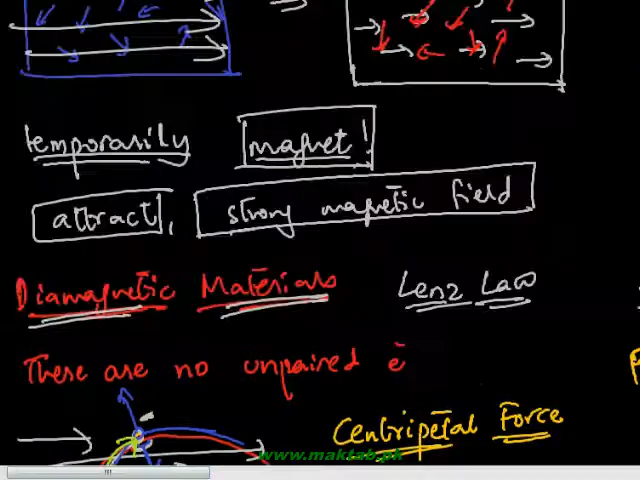 temporarily magnet!
attract, strong magnetic field
Diamagnetic Materials Lenz Law
There are no unpaired ē
Centripetal Force
www.maktab.pk